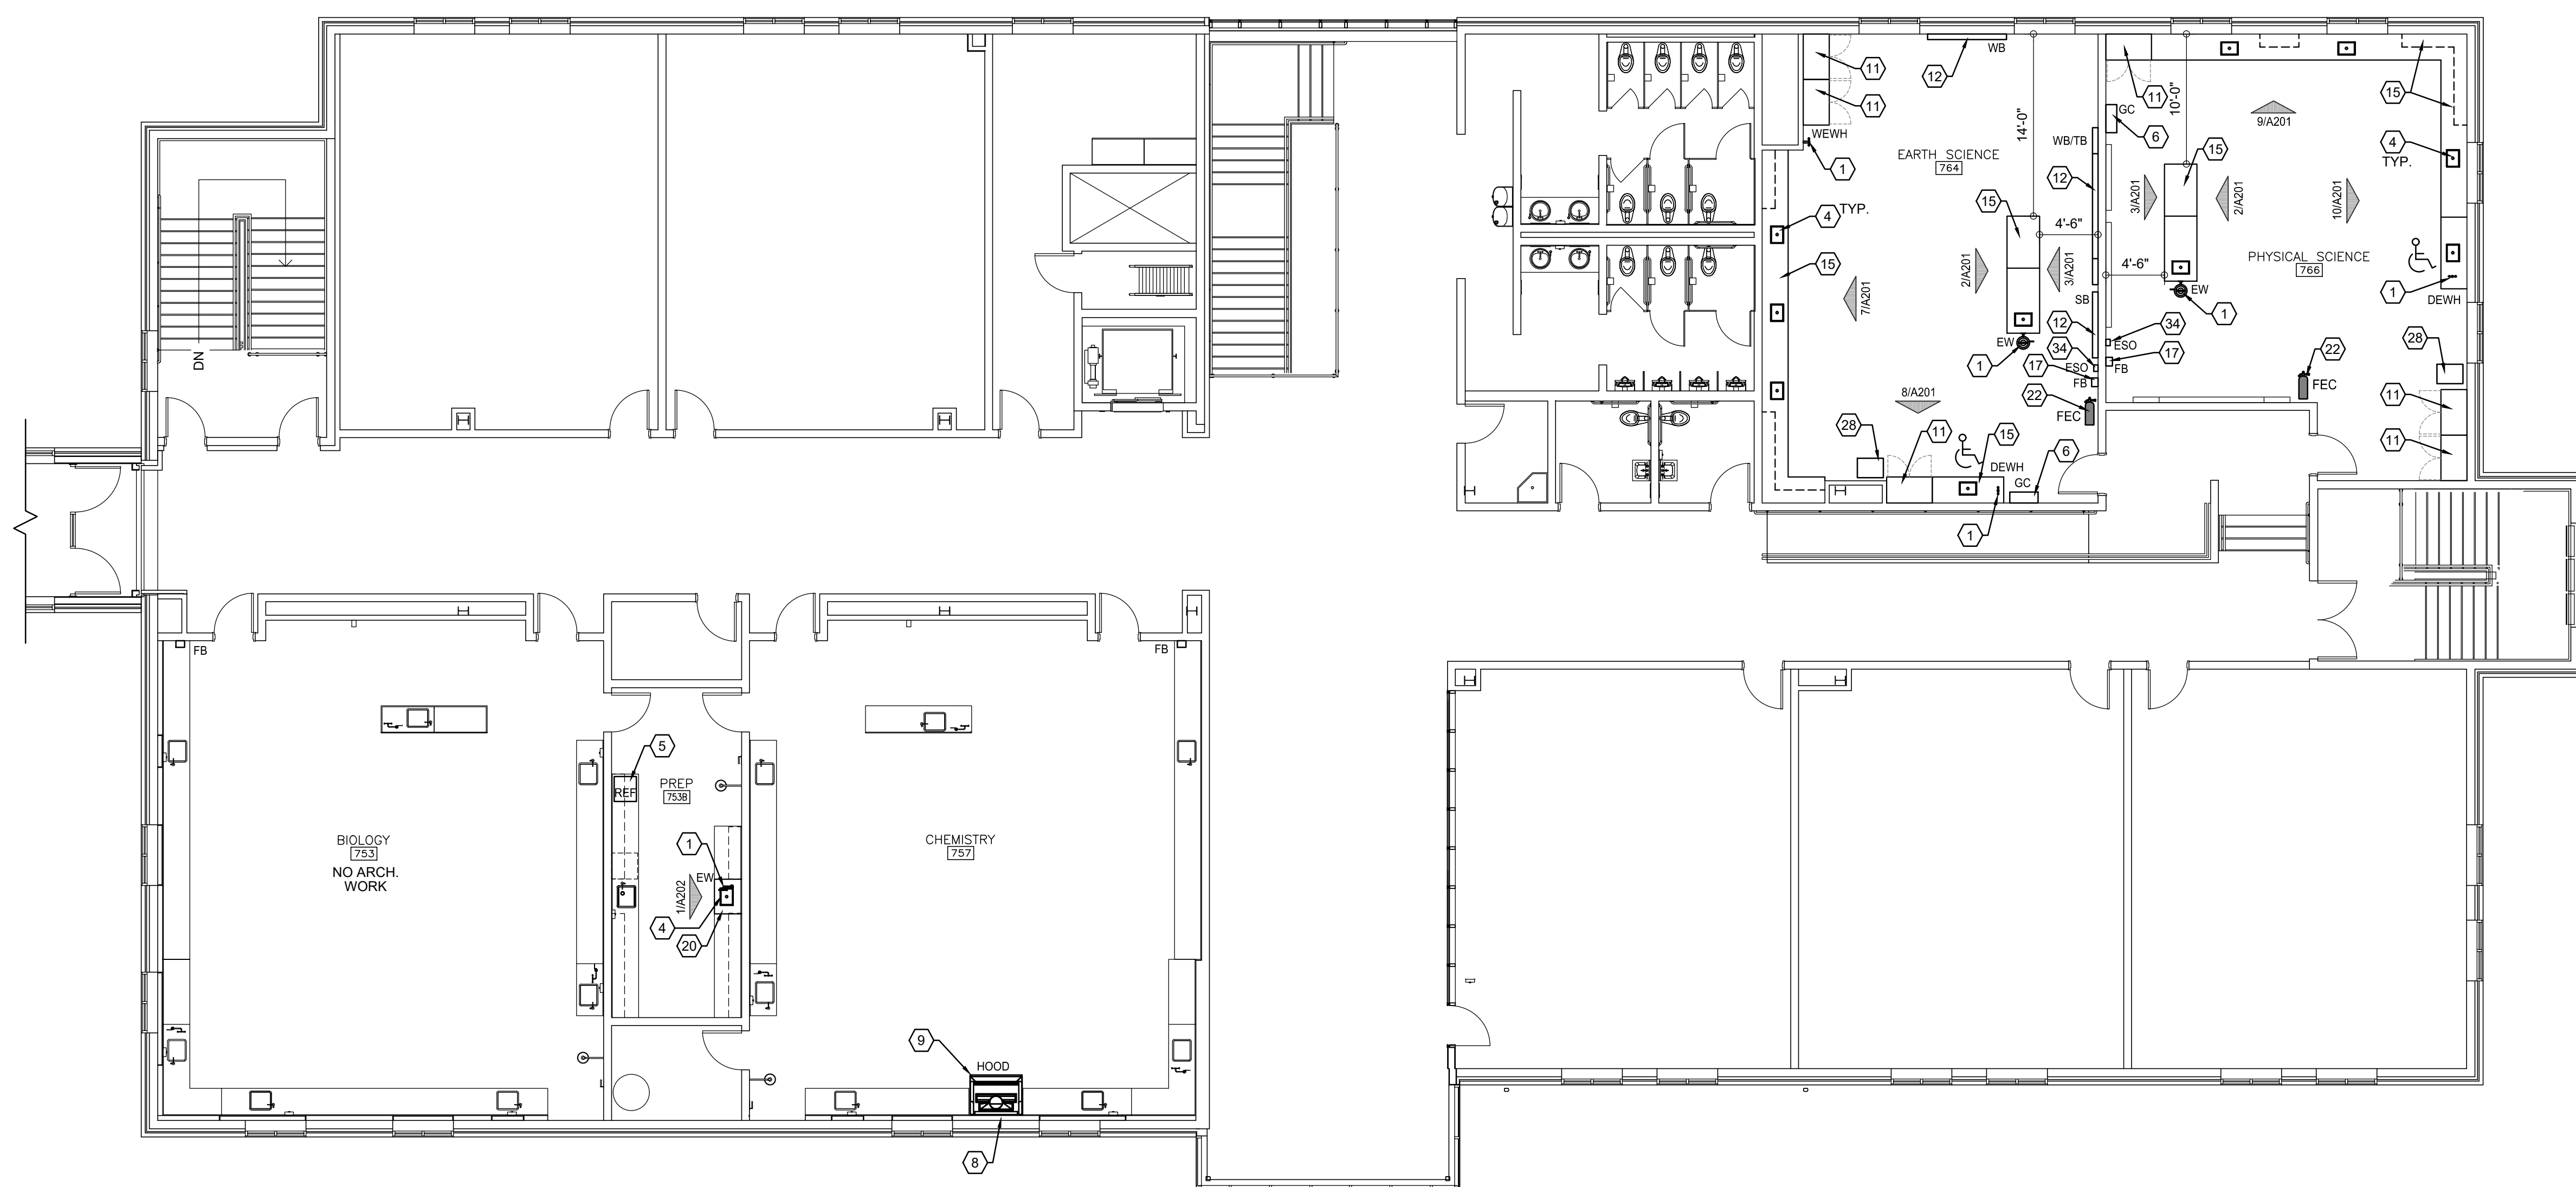 WB
11
12
11
WEWH
1
EARTH SCIENCE
764
14'-0"
WB/TB
12
15
4'-6"
4 TYP.
15
2/A201
3/A201
7/A201
SB
12
EW
1
34
ESO
17
FB
22
FEC
8/A201
28
11
15
DEWH
GC
6
1
11
10'-0"
GC
6
15
9/A201
15
4
TYP.
3/A201
2/A201
10/A201
PHYSICAL SCIENCE
766
4'-6"
EW
1
1
DEWH
34
ESO
17
FB
22
FEC
28
11
11
DN
FB
FB
5
REF
PREP
753B
BIOLOGY
753
NO ARCH.
WORK
CHEMISTRY
757
1
EW
1/A202
4
20
9
HOOD
8